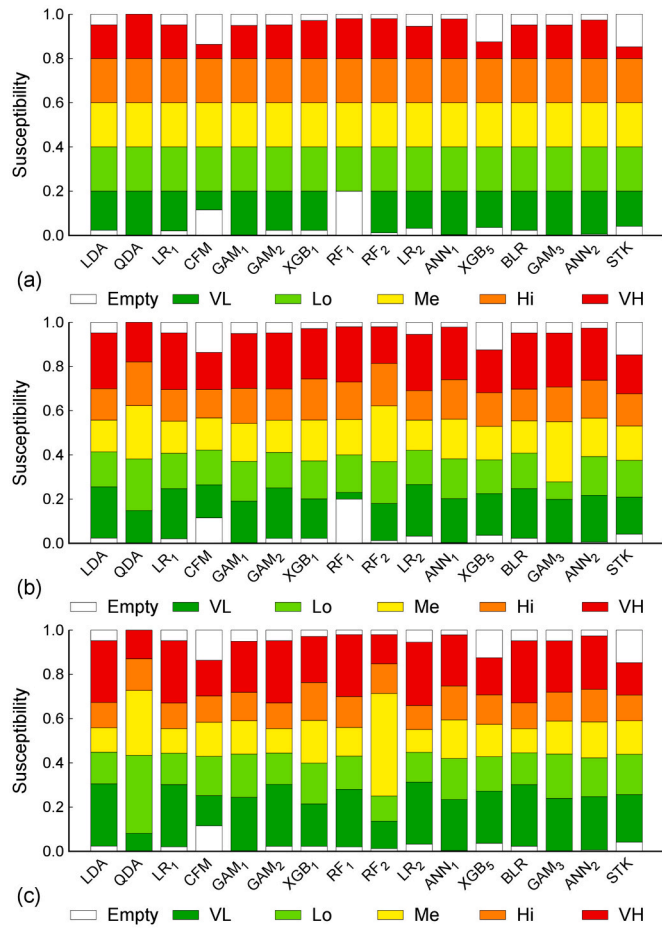 1.0
0.8
0.6
0.4
0.2
0.0
Susceptibility
LDA QDA LR1 CFM GAM1 GAM2 XGB1 RF1 RF2 LR2 ANN1 XGB5 BLR GAM3 ANN2 STK
(a)
Empty VL Lo Me Hi VH
1.0
0.8
0.6
0.4
0.2
0.0
Susceptibility
LDA QDA LR1 CFM GAM1 GAM2 XGB1 RF1 RF2 LR2 ANN1 XGB5 BLR GAM3 ANN2 STK
(b)
Empty VL Lo Me Hi VH
1.0
0.8
0.6
0.4
0.2
0.0
Susceptibility
LDA QDA LR1 CFM GAM1 GAM2 XGB1 RF1 RF2 LR2 ANN1 XGB5 BLR GAM3 ANN2 STK
(c)
Empty VL Lo Me Hi VH